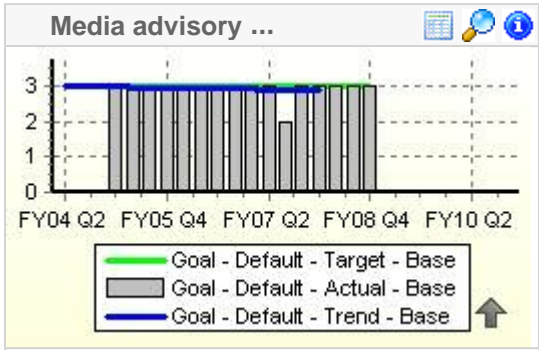 Media advisory ...
3
2
1
0
FY04 Q2 FY05 Q4 FY07 Q2 FY08 Q4 FY10 Q2
Goal - Default - Target - Base
Goal - Default - Actual - Base
Goal - Default - Trend - Base